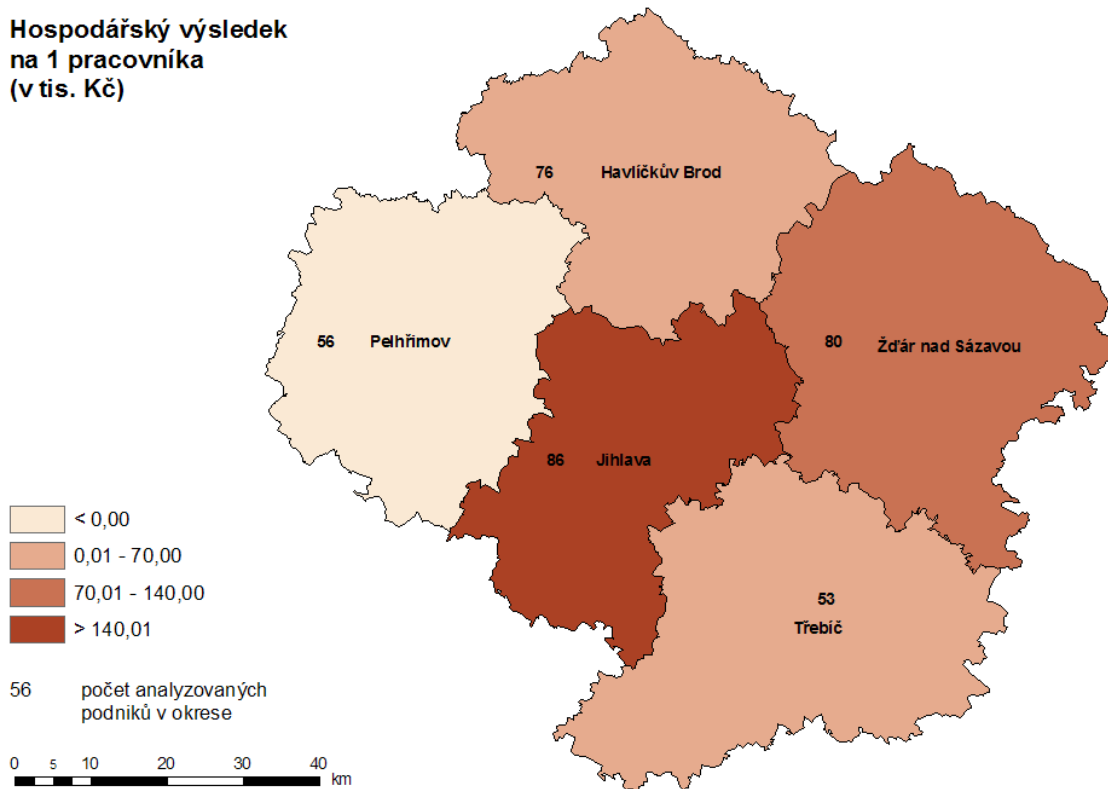 Hospodářský výsledek
na 1 pracovníka
(v tis. Kč)
76 Havlíčkův Brod
56 Pelhřimov
80 Žďár nad Sázavou
86 Jihlava
53
Třebíč
< 0,00
0,01 - 70,00
70,01 - 140,00
> 140,01
56 počet analyzovaných
podniků v okrese
0 5 10 20 30 40
km